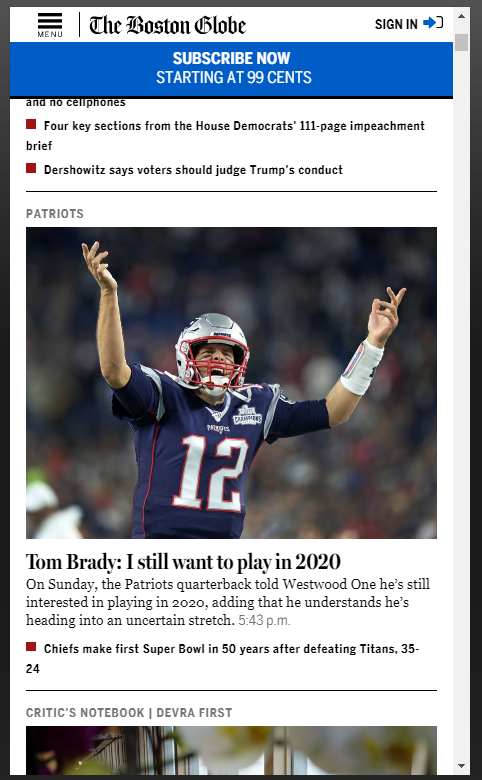 MENU
The Boston Globe
SIGN IN
SUBSCRIBE NOW
STARTING AT 99 CENTS
and no cellphones
Four key sections from the House Democrats' 111-page impeachment
brief
Dershowitz says voters should judge Trump's conduct
PATRIOTS
PATRIOTS
CHAMPIONS
12
Tom Brady: I still want to play in 2020
On Sunday, the Patriots quarterback told Westwood One he's still
interested in playing in 2020, adding that he understands he's
heading into an uncertain stretch. 5:43 p.m.
Chiefs make first Super Bowl in 50 years after defeating Titans, 35-
24
CRITIC'S NOTEBOOK | DEVRA FIRST